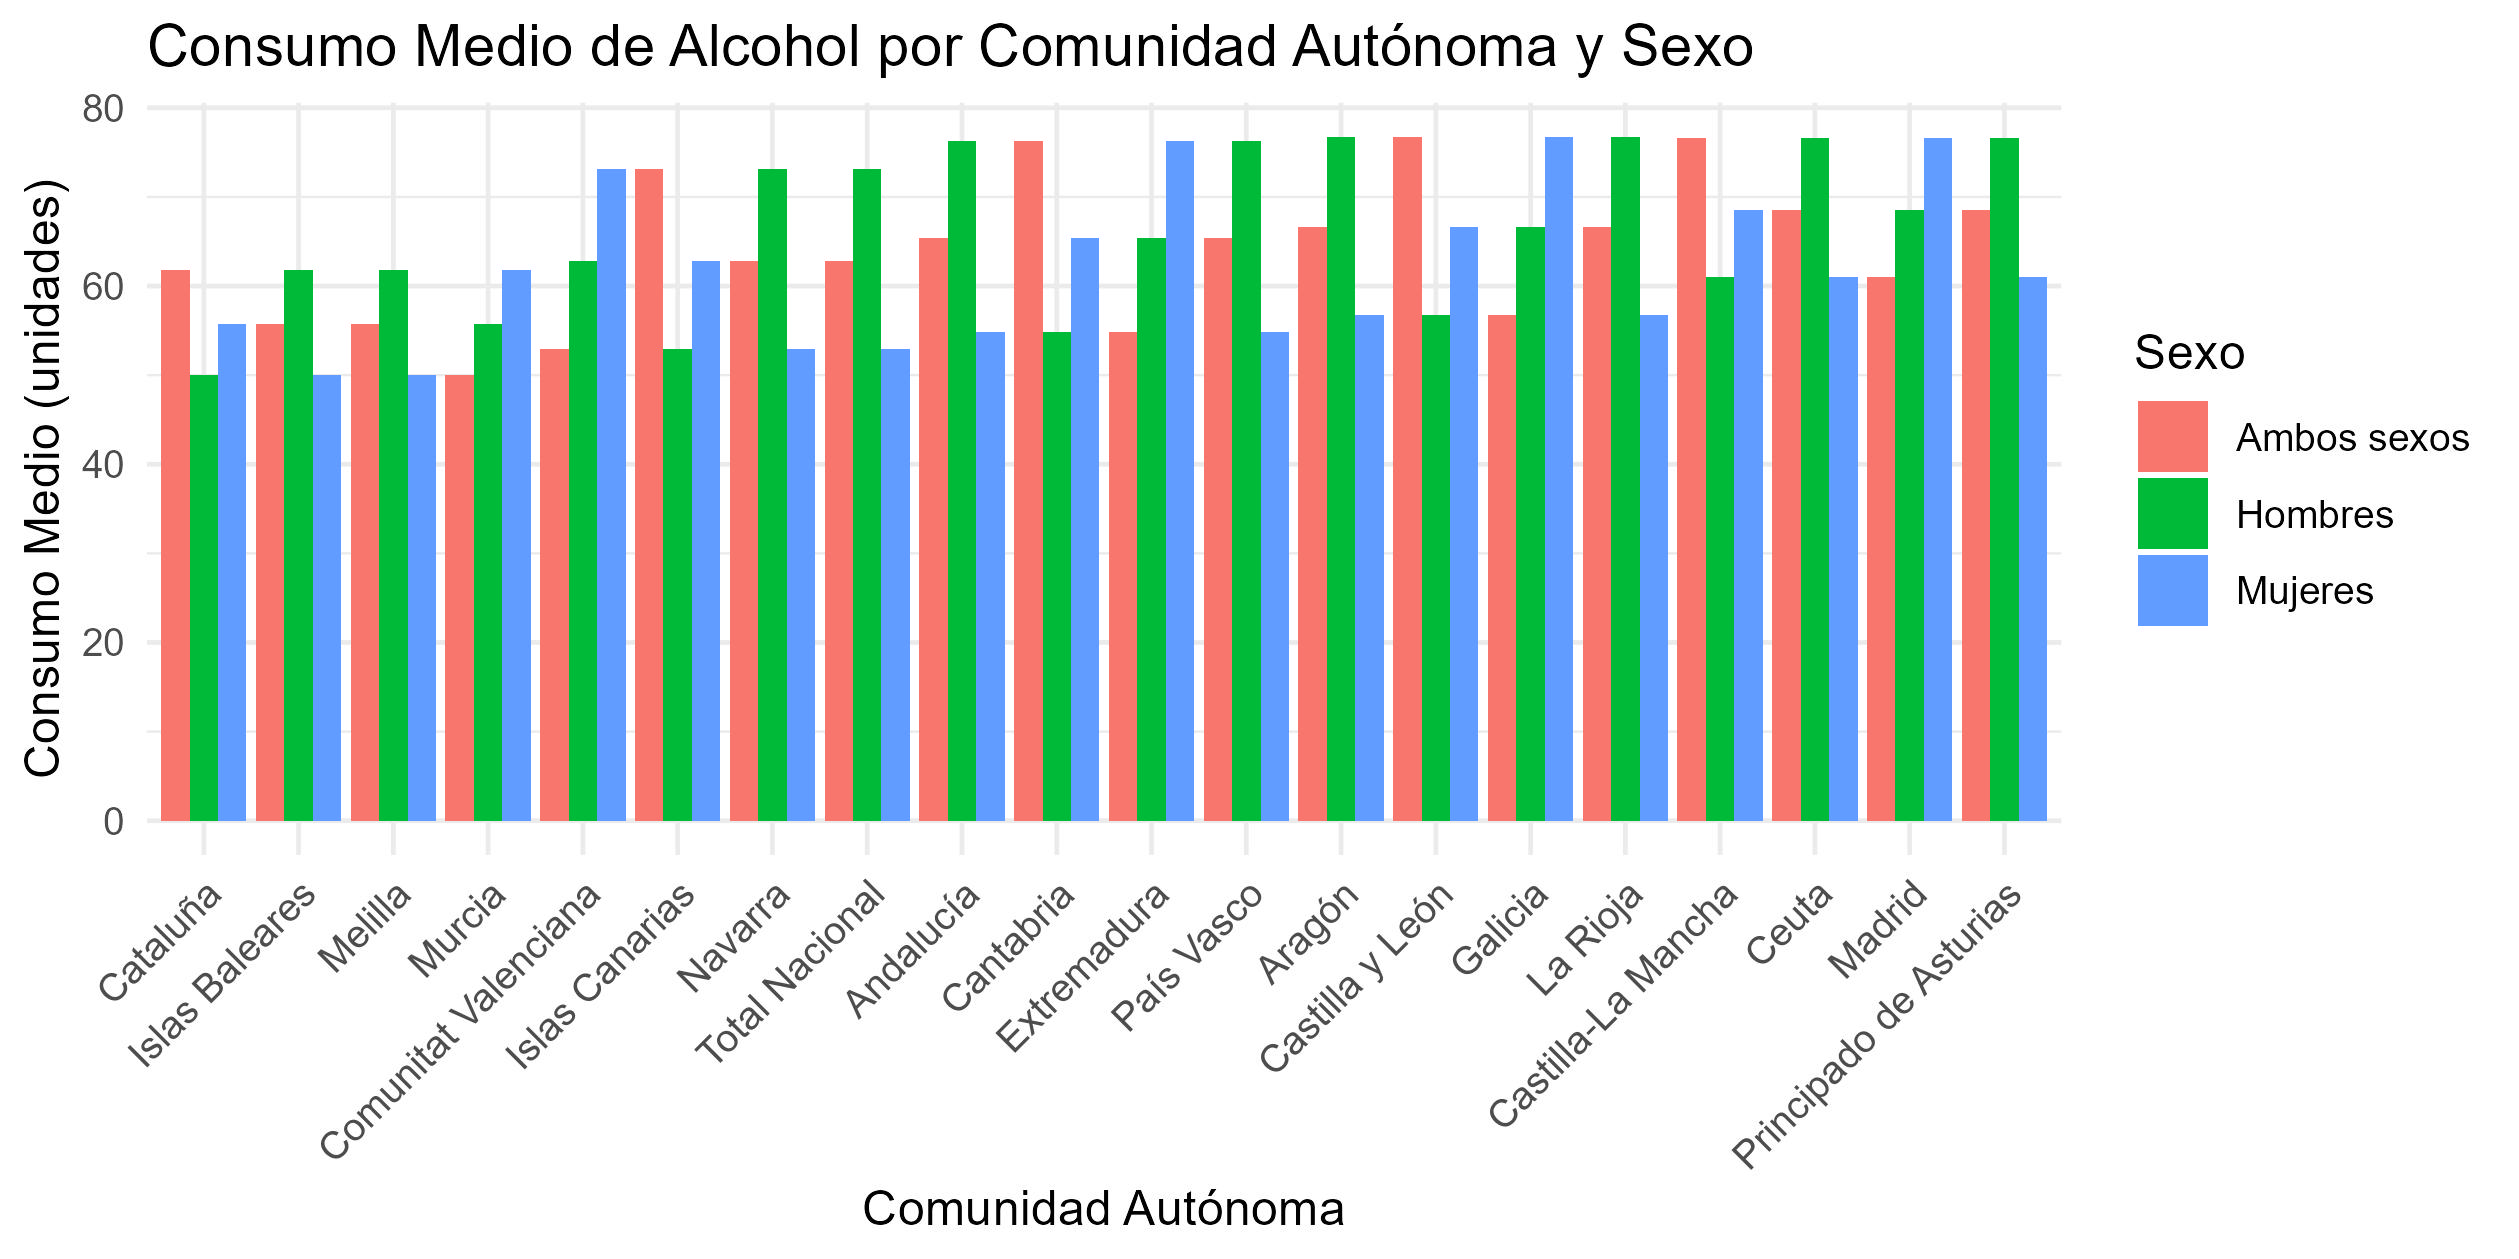 Consumo Medio de Alcohol por Comunidad Autónoma y Sexo
Consumo Medio (unidades)
80
60
40
20
0
Cataluña
Islas Baleares
Melilla
Murcia
Comunitat Valenciana
Islas Canarias
Navarra
Total Nacional
Andalucía
Cantabria
Extremadura
País Vasco
Aragón
Castilla y León
Galicia
La Rioja
Castilla-La Mancha
Ceuta
Madrid
Principado de Asturias
Comunidad Autónoma
Sexo
Ambos sexos
Hombres
Mujeres